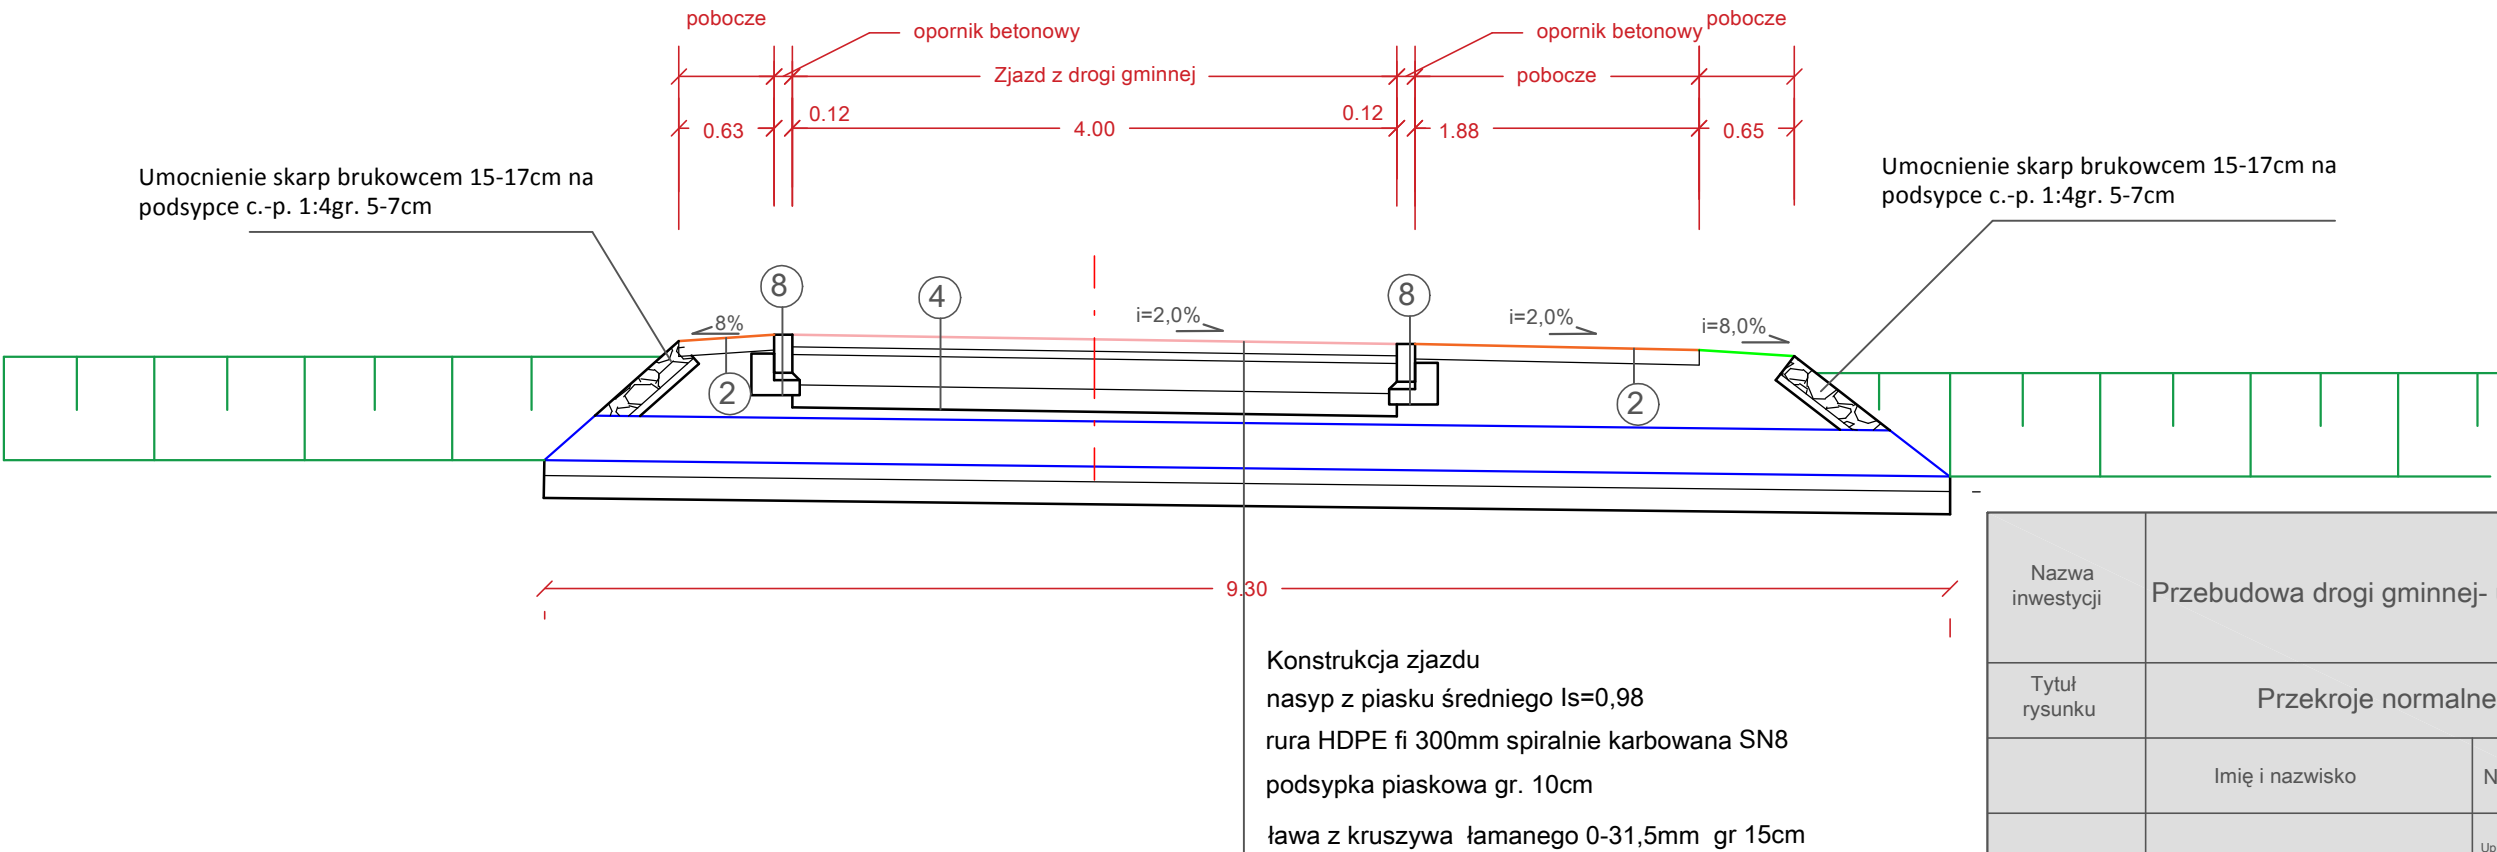 pobocze
opornik betonowy
opornik betonowy
pobocze
Zjazd z drogi gminnej
pobocze
0.63
0.12
4.00
0.12
1.88
0.65
Umocnienie skarp brukowcem 15-17cm na
podsypce c.-p. 1:4gr. 5-7cm
Umocnienie skarp brukowcem 15-17cm na
podsypce c.-p. 1:4gr. 5-7cm
8
4
8
8%
i=2,0%
i=2,0%
i=8,0%
2
2
9.30
Konstrukcja zjazdu
nasyp z piasku średniego Is=0,98
rura HDPE fi 300mm spiralnie karbowana SN8
podsypka piaskowa gr. 10cm
ława z kruszywa łamanego 0-31,5mm gr 15cm
Nazwa
inwestycji
Przebudowa drogi gminnej-
Tytuł
rysunku
Przekroje normalne
Imię i nazwisko
N
Up